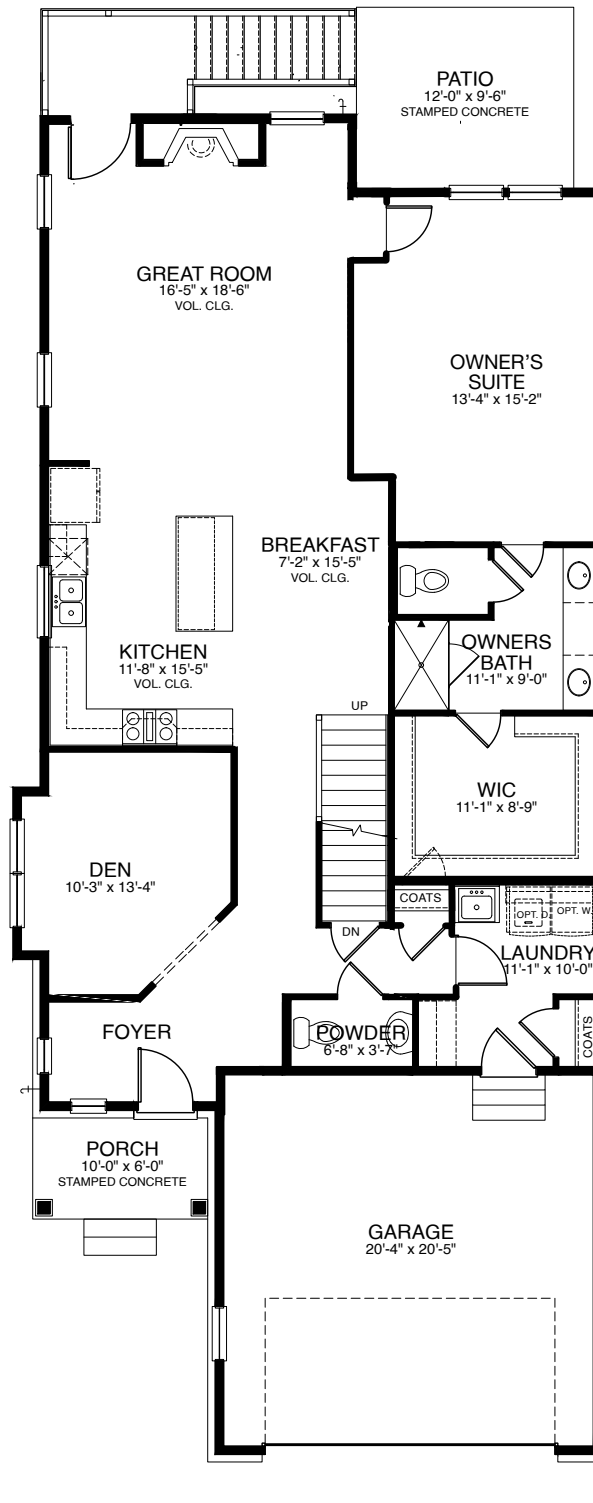 PATIO
12'-0" x 9'-6"
STAMPED CONCRETE
GREAT ROOM
16'-5" x 18'-6"
VOL. CLG.
OWNER'S
SUITE
13'-4" x 15'-2"
BREAKFAST
7'-2" x 15'-5"
VOL. CLG.
KITCHEN
11'-8" x 15'-5"
VOL. CLG.
OWNERS
BATH
11'-1" x 9'-0"
UP
WIC
11'-1" x 8'-9"
DEN
10'-3" x 13'-4"
COATS
OPT. D.
OPT. W.
DN
LAUNDRY
11'-1" x 10'-0"
FOYER
POWDER
6'-8" x 3'-7"
COATS
PORCH
10'-0" x 6'-0"
STAMPED CONCRETE
GARAGE
20'-4" x 20'-5"